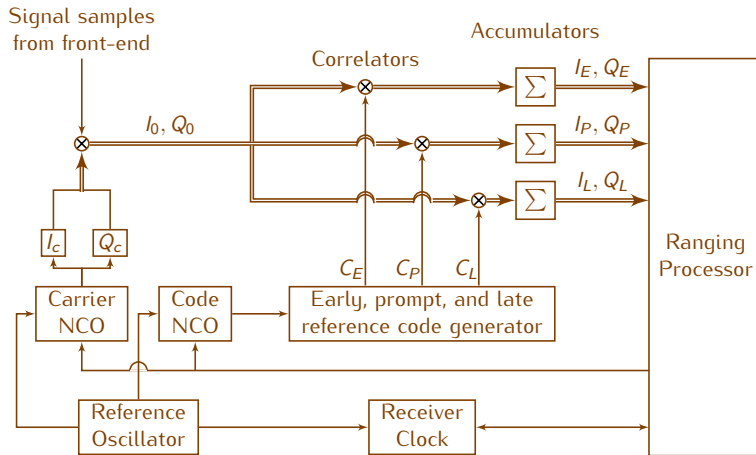 Signal samples
from front-end
Accumulators
Correlators
I_E, Q_E
I_0, Q_0
I_P, Q_P
I_L, Q_L
∑
∑
∑
I_c
Q_c
Ranging
Processor
C_E
C_P
C_L
Carrier
NCO
Code
NCO
Early, prompt, and late
reference code generator
Reference
Oscillator
Receiver
Clock